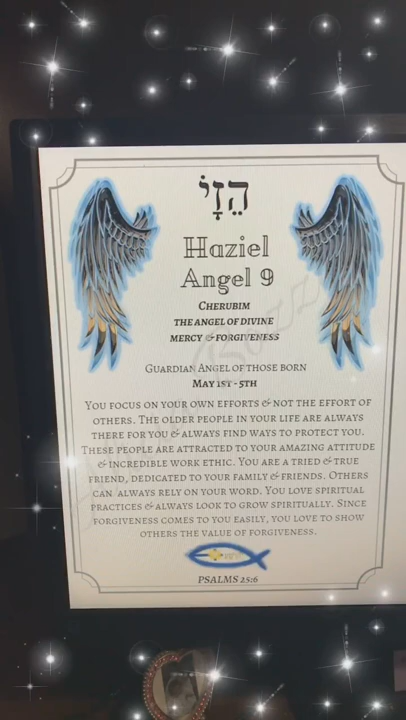 הֲזִי
Haziel
Angel 9
Cherubim
the angel of divine
mercy & forgiveness
Guardian Angel of those born
May 1st - 5th
You focus on your own efforts & not the effort of
others. The older people in your life are always
there for you & always find ways to protect you.
These people are attracted to your amazing attitude
& incredible work ethic. You are a tried & true
friend, dedicated to your family & friends. Others
can always rely on your word. You love spiritual
practices & always look to grow spiritually. Since
forgiveness comes to you easily, you love to show
others the value of forgiveness.
Psalms 25:6